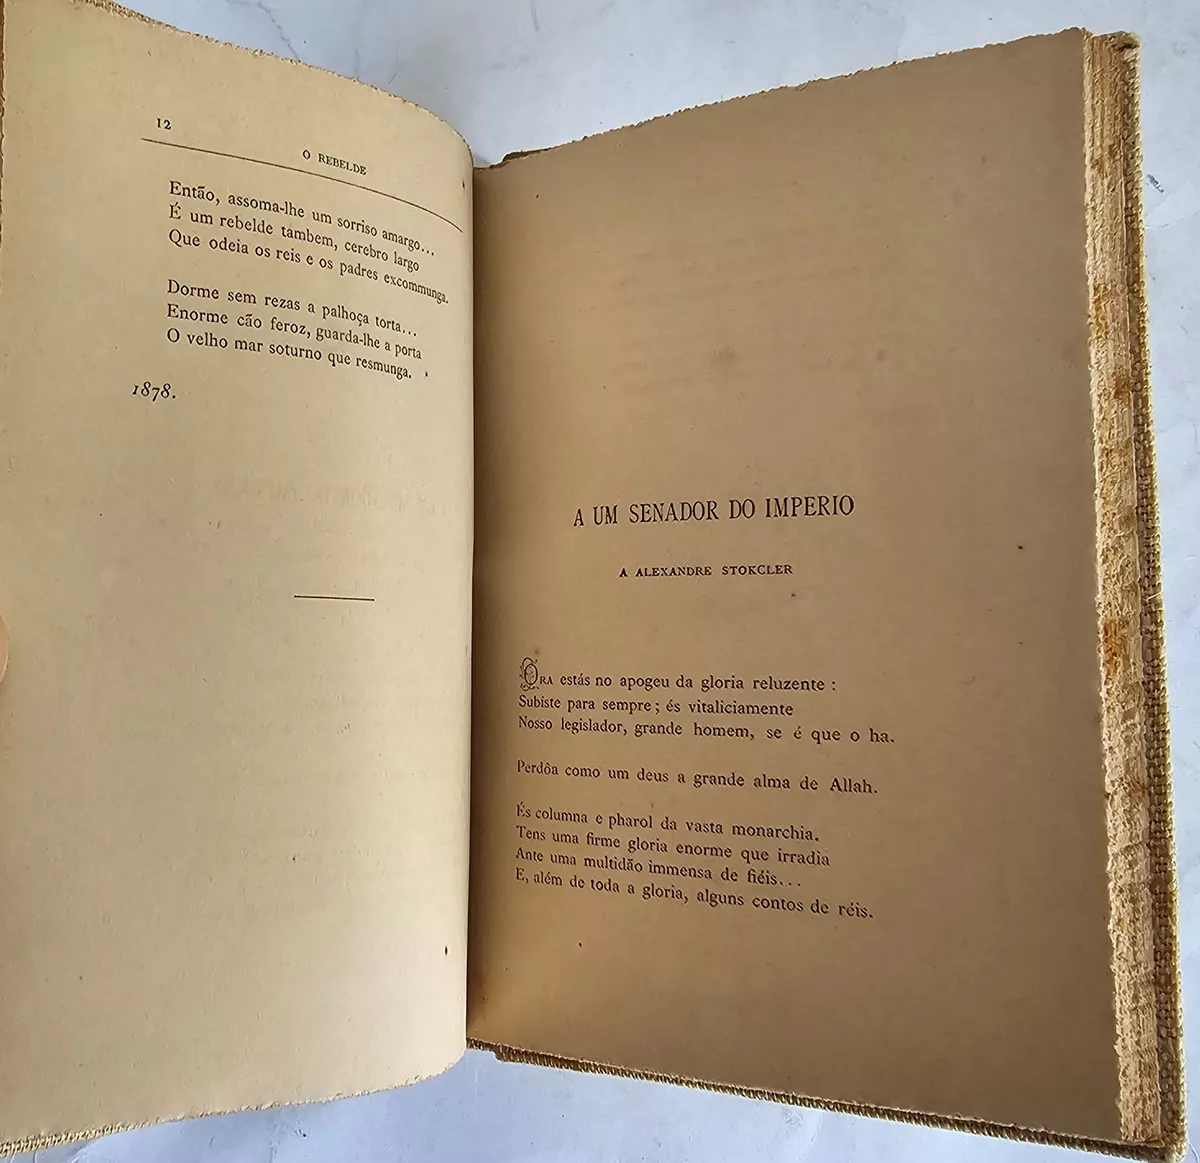 12
O REBELDE
Então, assoma-lhe um sorriso amargo...
É um rebelde tambem, cerebro largo
Que odeia os reis e os padres excommunga.
Dorme sem rezas a palhoça torta...
Enorme cão feroz, guarda-lhe a porta
O velho mar soturno que resmunga.
1878.
A UM SENADOR DO IMPERIO
A ALEXANDRE STOKCLER
ORA estás no apogeu da gloria reluzente :
Subiste para sempre ; és vitaliciamente
Nosso legislador, grande homem, se é que o ha.
Perdôa como um deus a grande alma de Allah.
És columna e pharol da vasta monarchia.
Tens uma firme gloria enorme que irradia
Ante uma multidão immensa de fiéis...
E, além de toda a gloria, alguns contos de réis.